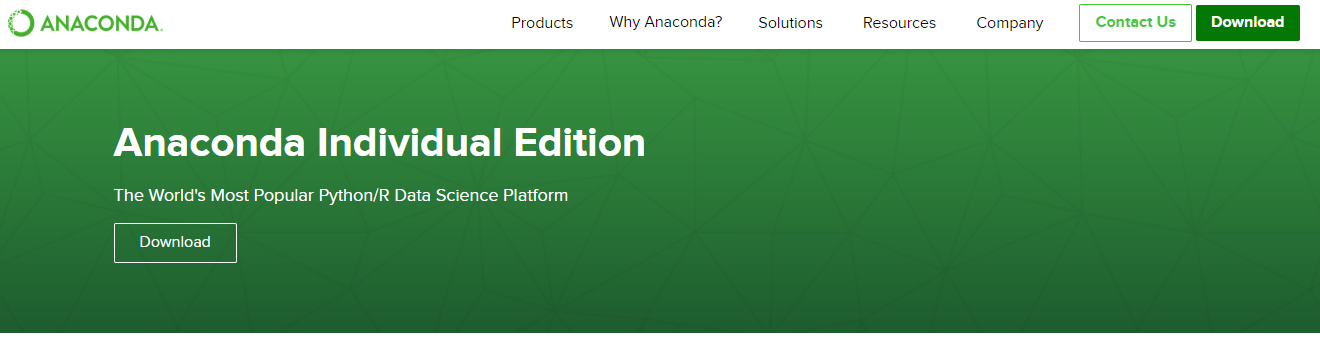 ANACONDA. Products Why Anaconda? Solutions Resources Company Contact Us Download
Anaconda Individual Edition
The World's Most Popular Python/R Data Science Platform
Download